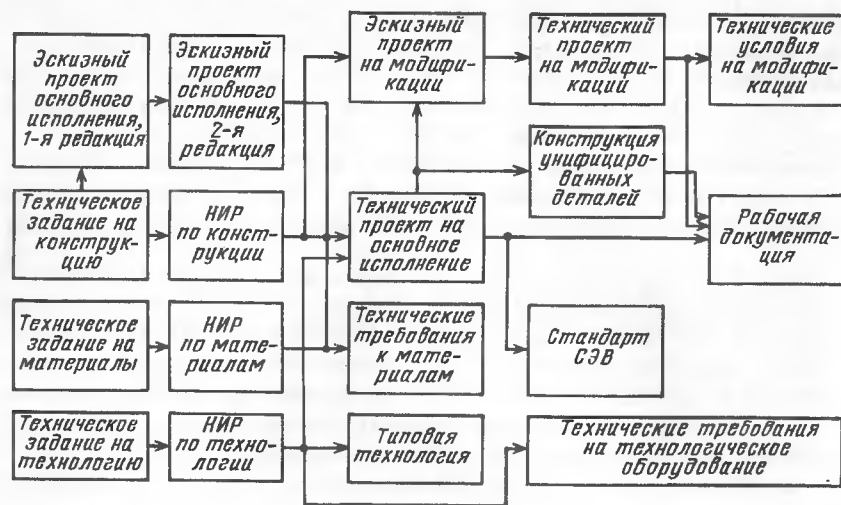 Эскизный
проект
основного
исполнения,
1-я редакция
Эскизный
проект
основного
исполнения,
2-я
редакция
Эскизный
проект
на модифи-
кации
Технический
проект
на модифи-
каций
Технические
условия
на модифи-
кации
Конструкция
унифициро-
ванных
деталей
Техническое
задание на
конструк-
цию
НИР
по конст-
рукции
Технический
проект на
основное
исполнение
Рабочая
документа-
ция
Техническое
задание на
материалы
НИР
по мате-
риалам
Технические
требования
к мате-
риалам
Стандарт
СЭВ
Техническое
задание на
технологию
НИР
по техно-
логии
Типовая
технология
Технические требования
на технологическое
оборудование